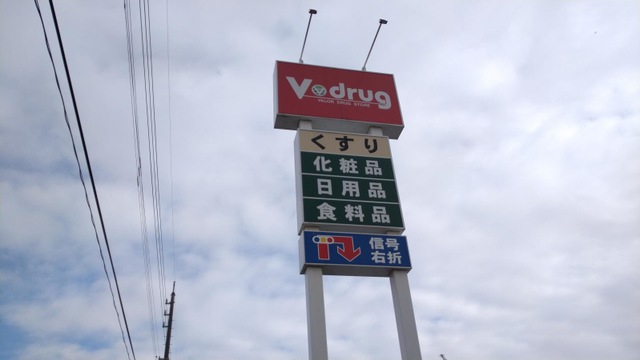 V drug
VALOR DRUG STORE
くすり
化粧品
日用品
食料品
信号
右折